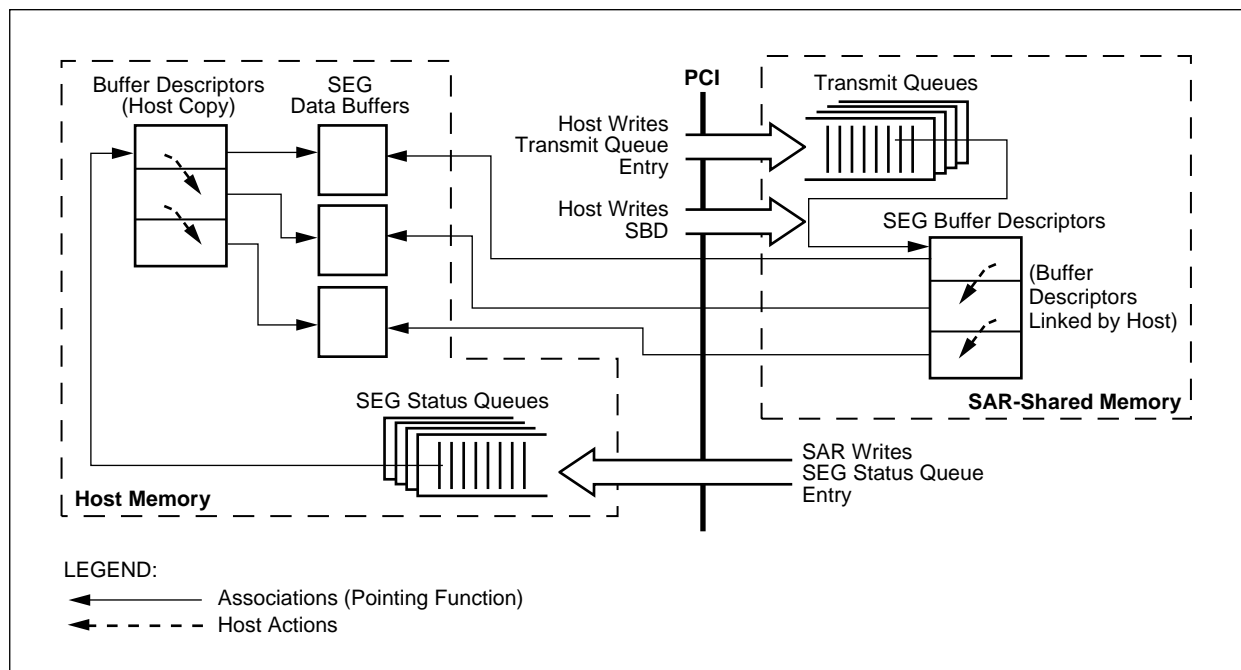 Buffer Descriptors
(Host Copy)
SEG
Data Buffers
PCI
Transmit Queues
Host Writes
Transmit Queue
Entry
Host Writes
SBD
SEG Buffer Descriptors
(Buffer
Descriptors
Linked by Host)
SAR-Shared Memory
SEG Status Queues
SAR Writes
SEG Status Queue
Entry
Host Memory
LEGEND:
Associations (Pointing Function)
Host Actions